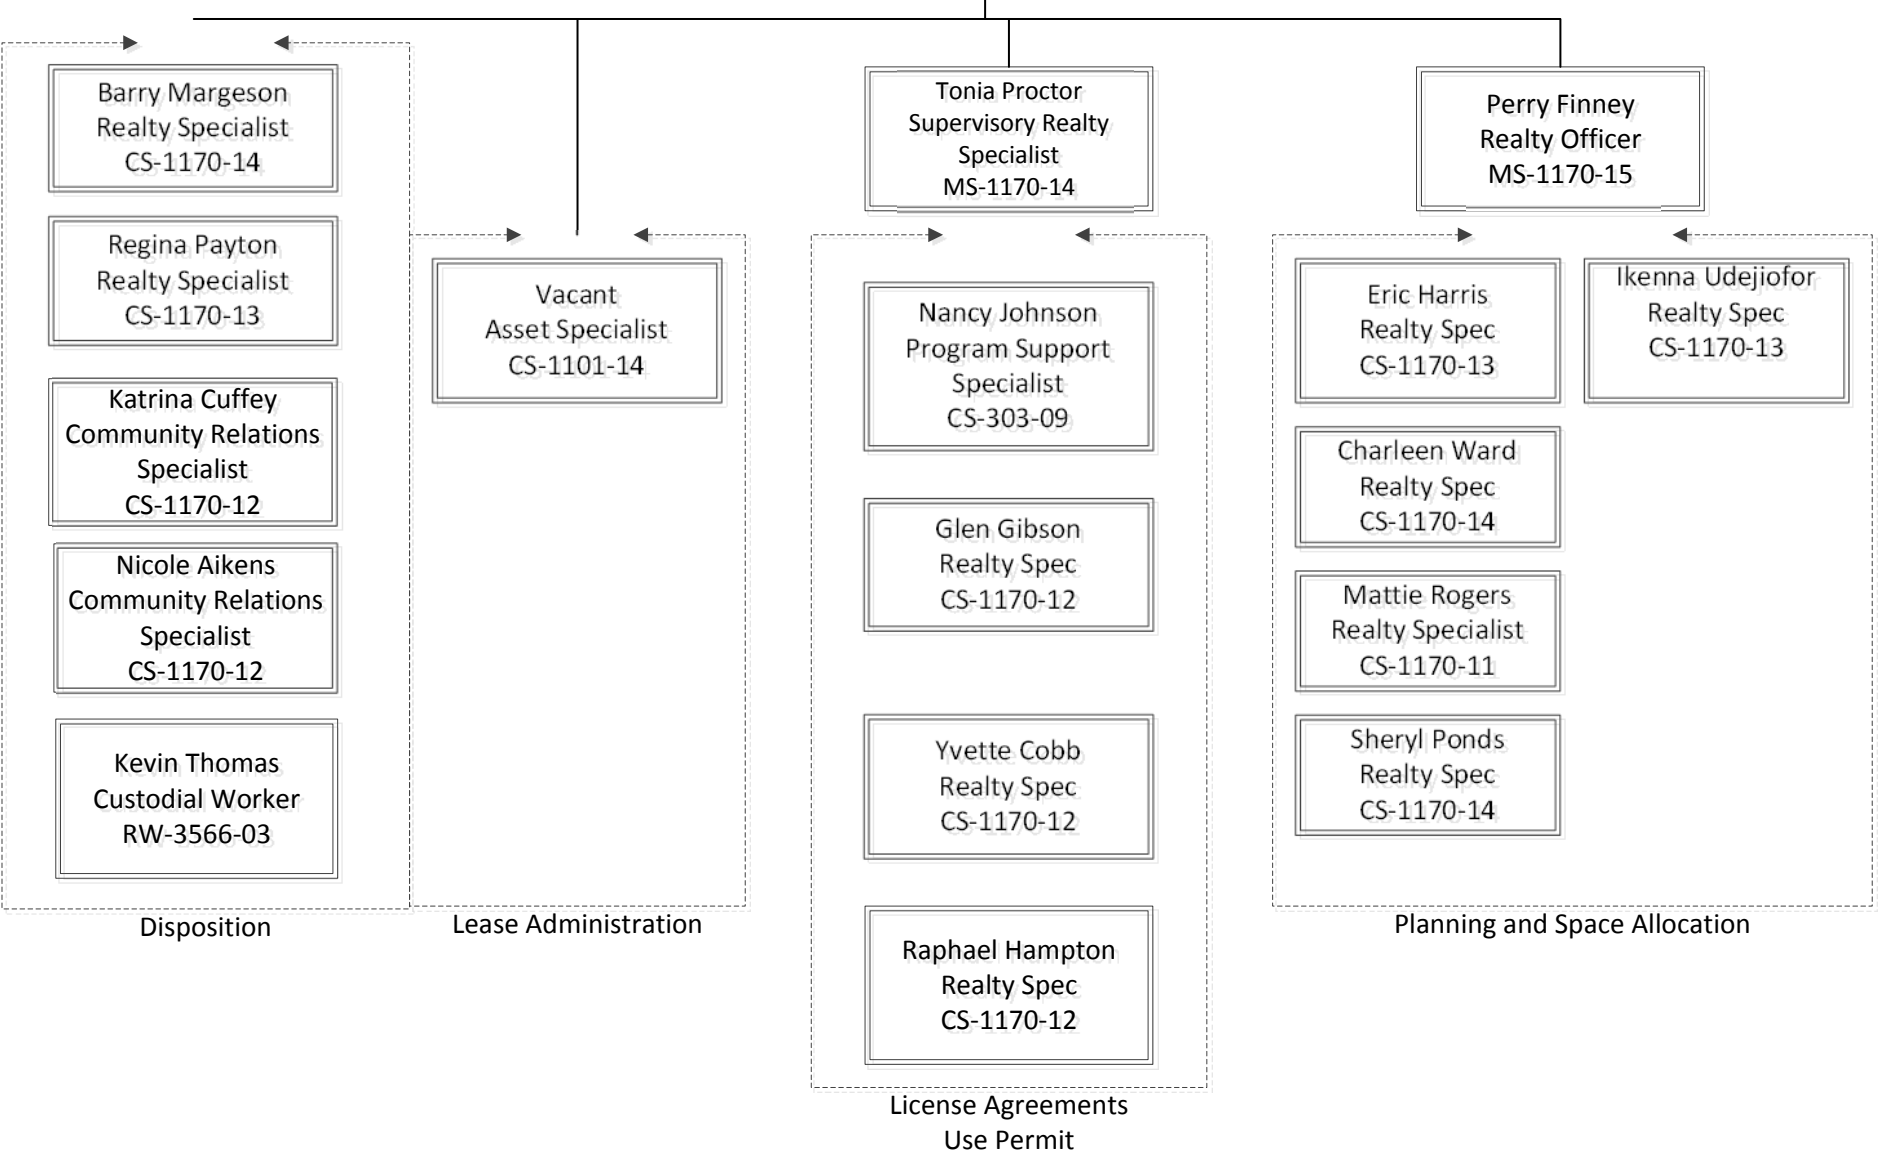 Barry Margeson
Realty Specialist
CS-1170-14
Regina Payton
Realty Specialist
CS-1170-13
Katrina Cuffey
Community Relations
Specialist
CS-1170-12
Nicole Aikens
Community Relations
Specialist
CS-1170-12
Kevin Thomas
Custodial Worker
RW-3566-03
Disposition
Vacant
Asset Specialist
CS-1101-14
Lease Administration
Tonia Proctor
Supervisory Realty
Specialist
MS-1170-14
Nancy Johnson
Program Support
Specialist
CS-303-09
Glen Gibson
Realty Spec
CS-1170-12
Yvette Cobb
Realty Spec
CS-1170-12
Raphael Hampton
Realty Spec
CS-1170-12
License Agreements
Use Permit
Perry Finney
Realty Officer
MS-1170-15
Eric Harris
Realty Spec
CS-1170-13
Ikenna Udejiofor
Realty Spec
CS-1170-13
Charleen Ward
Realty Spec
CS-1170-14
Mattie Rogers
Realty Specialist
CS-1170-11
Sheryl Ponds
Realty Spec
CS-1170-14
Planning and Space Allocation